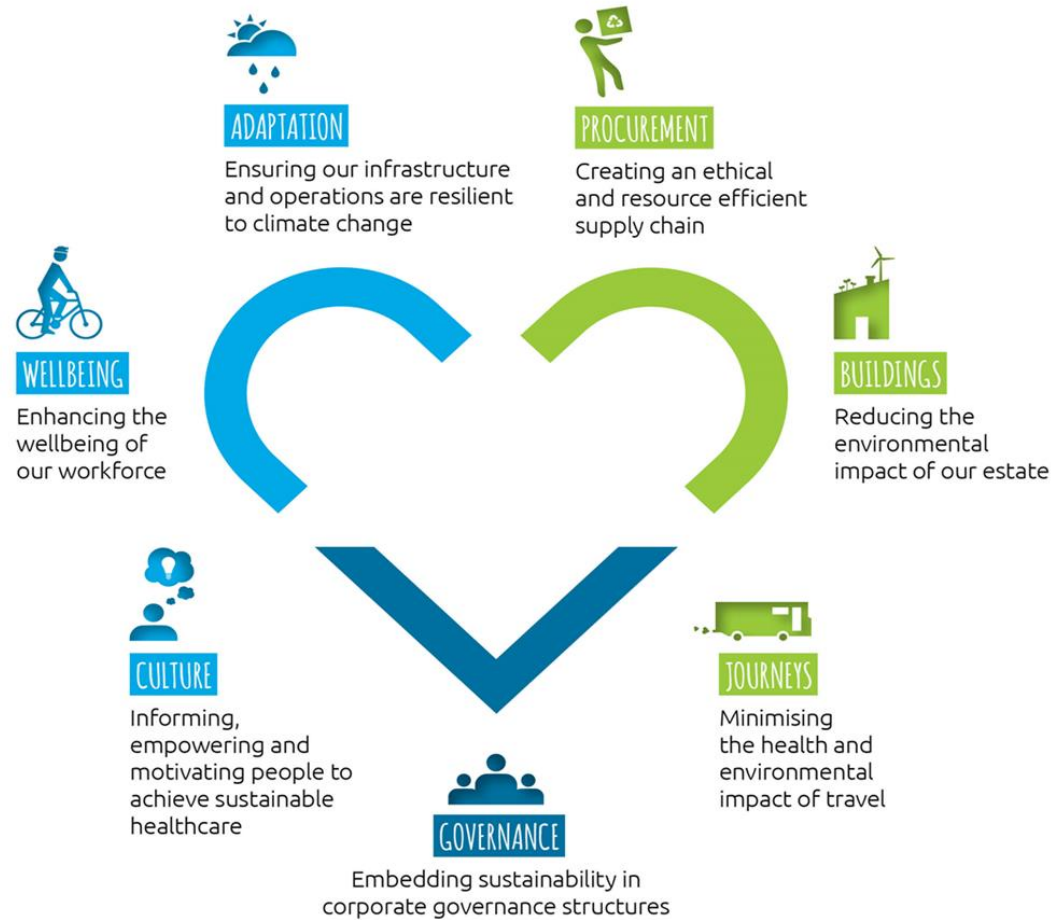 ADAPTATION
Ensuring our infrastructure
and operations are resilient
to climate change
PROCUREMENT
Creating an ethical
and resource efficient
supply chain
WELLBEING
Enhancing the
wellbeing of
our workforce
BUILDINGS
Reducing the
environmental
impact of our estate
CULTURE
Informing,
empowering and
motivating people to
achieve sustainable
healthcare
JOURNEYS
Minimising
the health and
environmental
impact of travel
GOVERNANCE
Embedding sustainability in
corporate governance structures